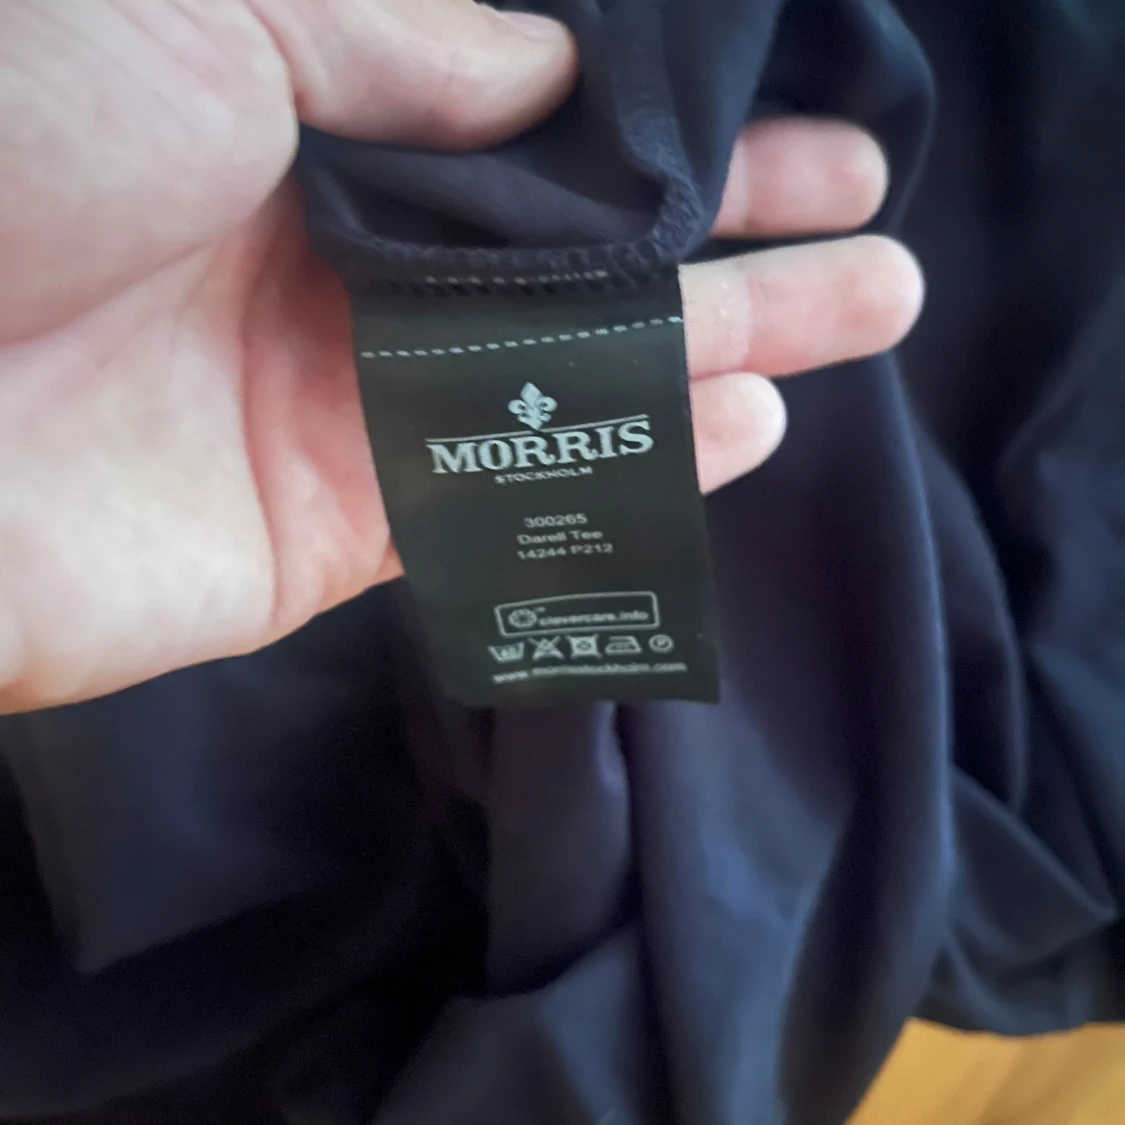 MORRIS
STOCKHOLM
300265
Darell Tee
14244 P212
clevercare.info
www.morrisstockholm.com